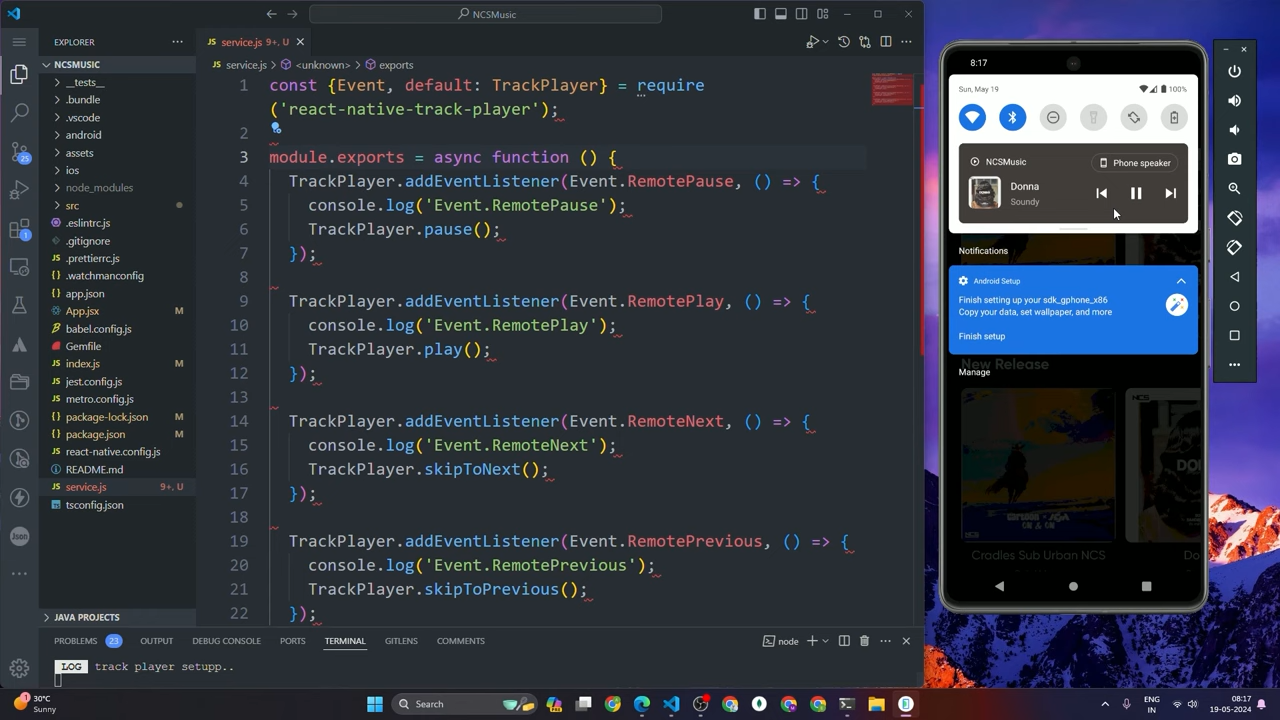 NCSMusic
EXPLORER
NCSMUSIC
__tests__
.bundle
.vscode
android
assets
ios
node_modules
src
.eslintrc.js
.gitignore
.prettierrc.js
.watchmanconfig
app.json
App.jsx M
babel.config.js
Gemfile
index.js M
jest.config.js
metro.config.js
package-lock.json M
package.json M
react-native.config.js
README.md
service.js 9+, U
tsconfig.json
JAVA PROJECTS
25
1
Json
JS service.js 9+, U
JS service.js > <unknown> > exports
1 const {Event, default: TrackPlayer} = require
('react-native-track-player');
2
3 module.exports = async function () {
4 TrackPlayer.addEventListener(Event.RemotePause, () => {
5 console.log('Event.RemotePause');
6 TrackPlayer.pause();
7 });
8
9 TrackPlayer.addEventListener(Event.RemotePlay, () => {
10 console.log('Event.RemotePlay');
11 TrackPlayer.play();
12 });
13
14 TrackPlayer.addEventListener(Event.RemoteNext, () => {
15 console.log('Event.RemoteNext');
16 TrackPlayer.skipToNext();
17 });
18
19 TrackPlayer.addEventListener(Event.RemotePrevious, () => {
20 console.log('Event.RemotePrevious');
21 TrackPlayer.skipToPrevious();
22 });
PROBLEMS 23 OUTPUT DEBUG CONSOLE PORTS TERMINAL GITLENS COMMENTS
node
LOG track player setupp..
8:17
Sun, May 19
100%
NCSMusic
Phone speaker
Donna
Soundy
Notifications
Android Setup
Finish setting up your sdk_gphone_x86
Copy your data, set wallpaper, and more
Finish setup
New Release
Manage
NCS
Cradles Sub Urban NCS
Do
30°C
Sunny
Search
ENG
IN
08:17
19-05-2024